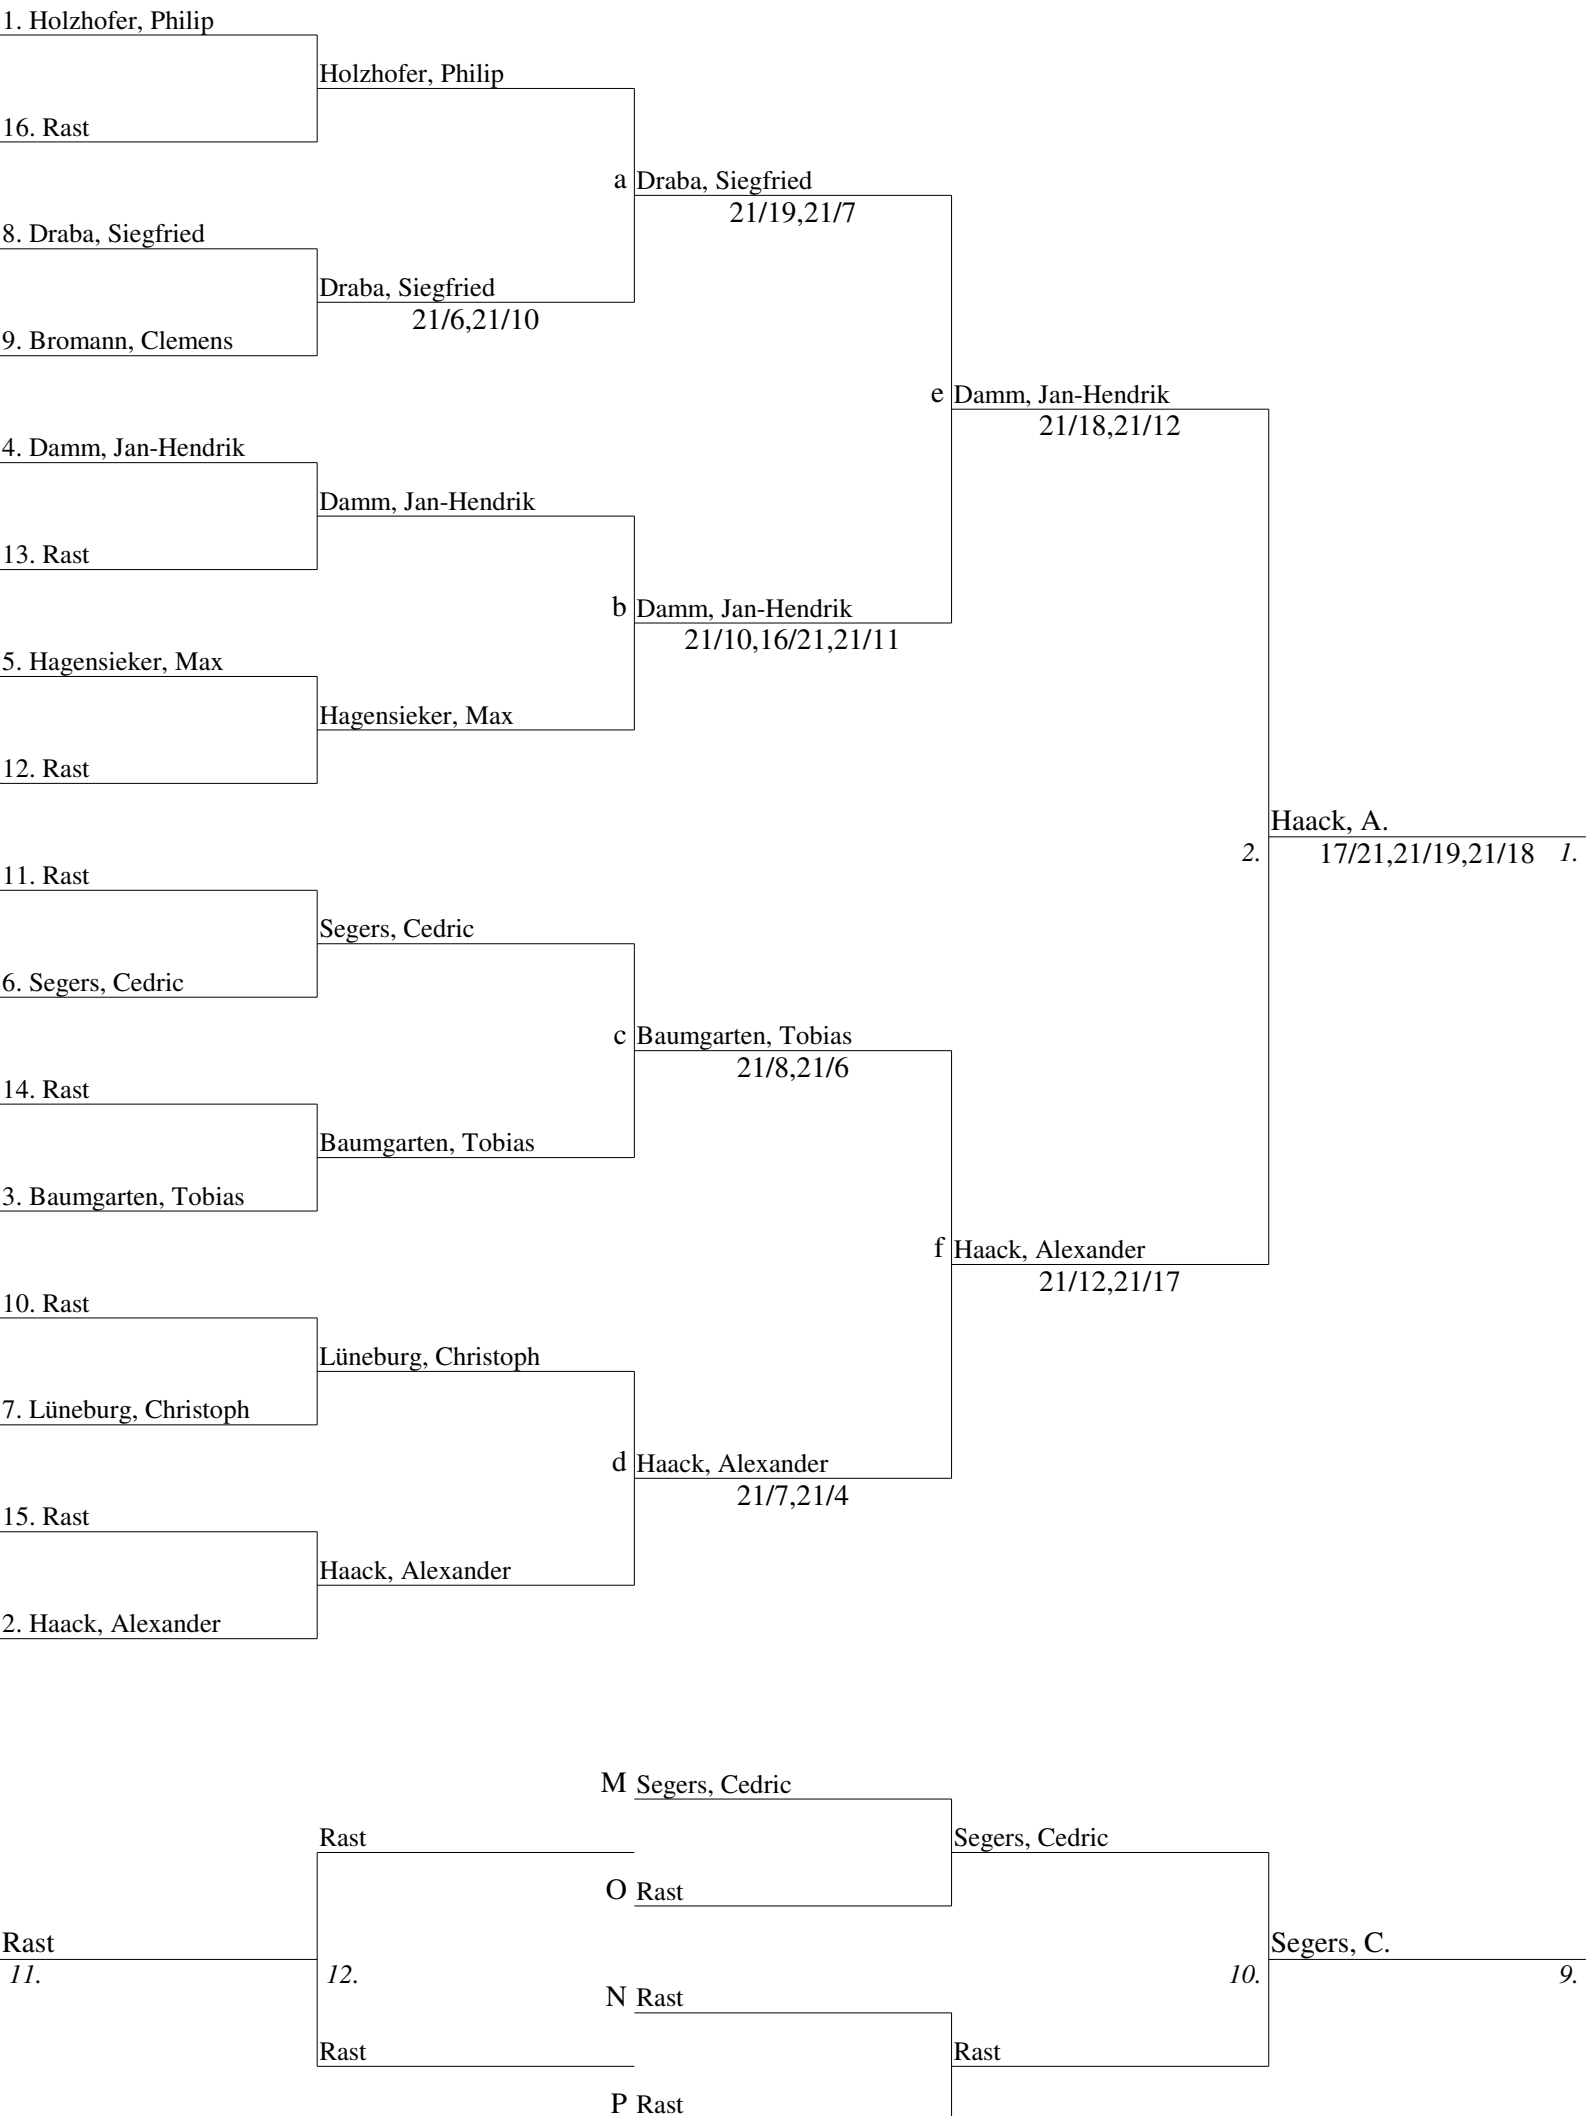 1. Holzhofer, Philip
Holzhofer, Philip
16. Rast
a Draba, Siegfried
21/19,21/7
8. Draba, Siegfried
Draba, Siegfried
21/6,21/10
9. Bromann, Clemens
e Damm, Jan-Hendrik
21/18,21/12
4. Damm, Jan-Hendrik
Damm, Jan-Hendrik
13. Rast
b Damm, Jan-Hendrik
21/10,16/21,21/11
5. Hagensieker, Max
Hagensieker, Max
12. Rast
Haack, A.
2. 17/21,21/19,21/18 1.
11. Rast
Segers, Cedric
6. Segers, Cedric
c Baumgarten, Tobias
21/8,21/6
14. Rast
Baumgarten, Tobias
3. Baumgarten, Tobias
f Haack, Alexander
21/12,21/17
10. Rast
Lüneburg, Christoph
7. Lüneburg, Christoph
d Haack, Alexander
21/7,21/4
15. Rast
Haack, Alexander
2. Haack, Alexander
M Segers, Cedric
Rast Segers, Cedric
O Rast
Rast Segers, C.
11. 12. 10. 9.
N Rast
Rast Rast
P Rast